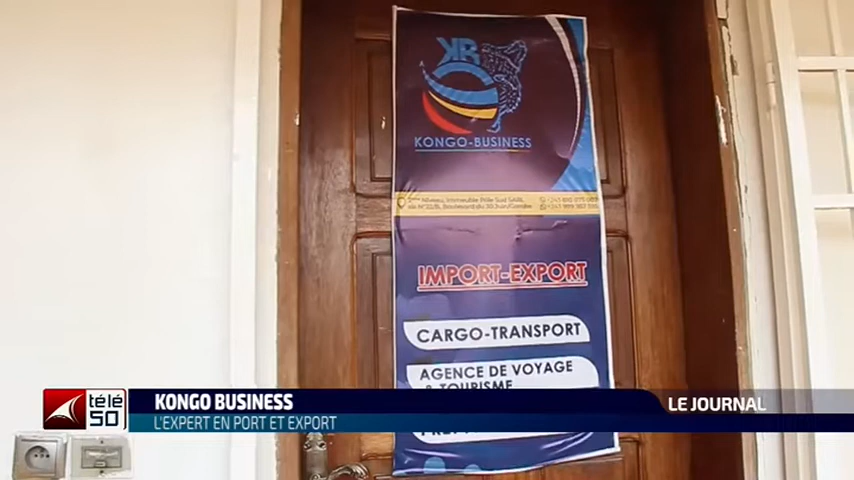 KB
KONGO-BUSINESS
IMPORT-EXPORT
CARGO-TRANSPORT
AGENCE DE VOYAGE
& TOURISME
télé
50
KONGO BUSINESS
L'EXPERT EN PORT ET EXPORT
LE JOURNAL